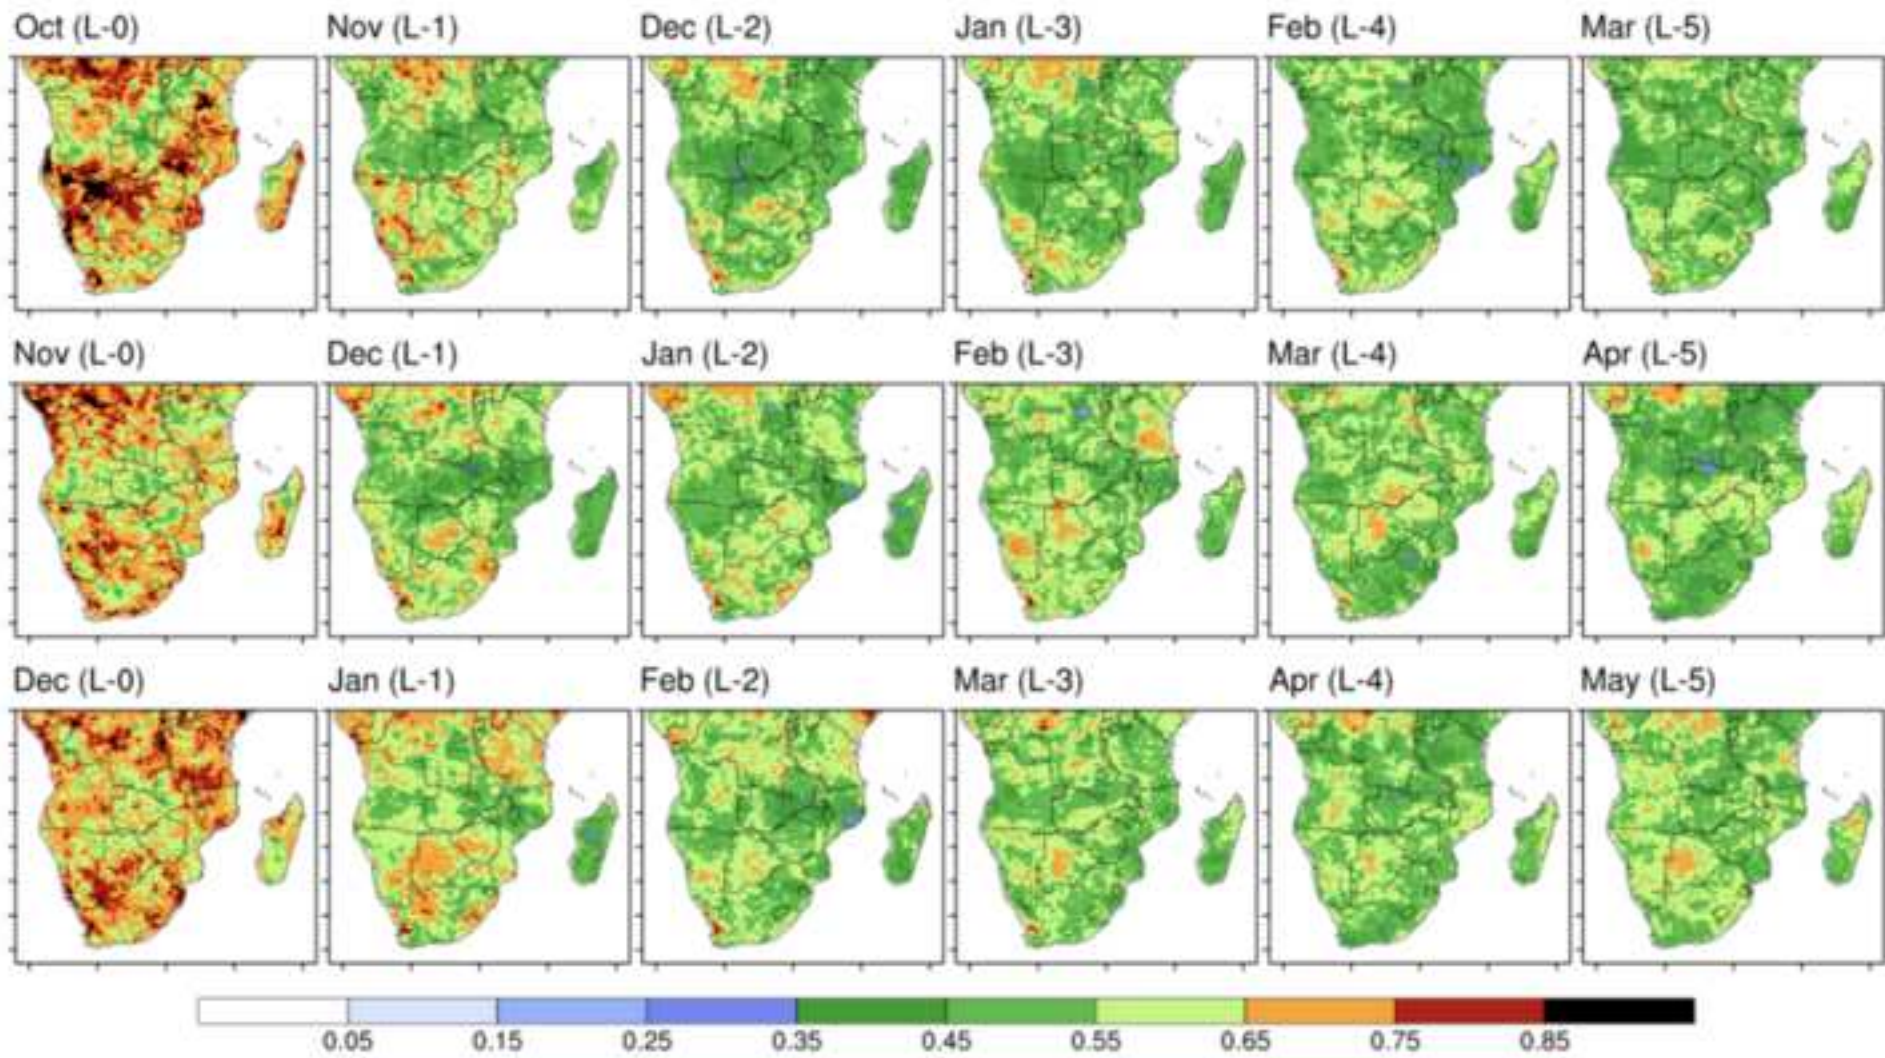 Oct (L-0) Nov (L-1) Dec (L-2) Jan (L-3) Feb (L-4) Mar (L-5)
Nov (L-0) Dec (L-1) Jan (L-2) Feb (L-3) Mar (L-4) Apr (L-5)
Dec (L-0) Jan (L-1) Feb (L-2) Mar (L-3) Apr (L-4) May (L-5)
0.05 0.15 0.25 0.35 0.45 0.55 0.65 0.75 0.85